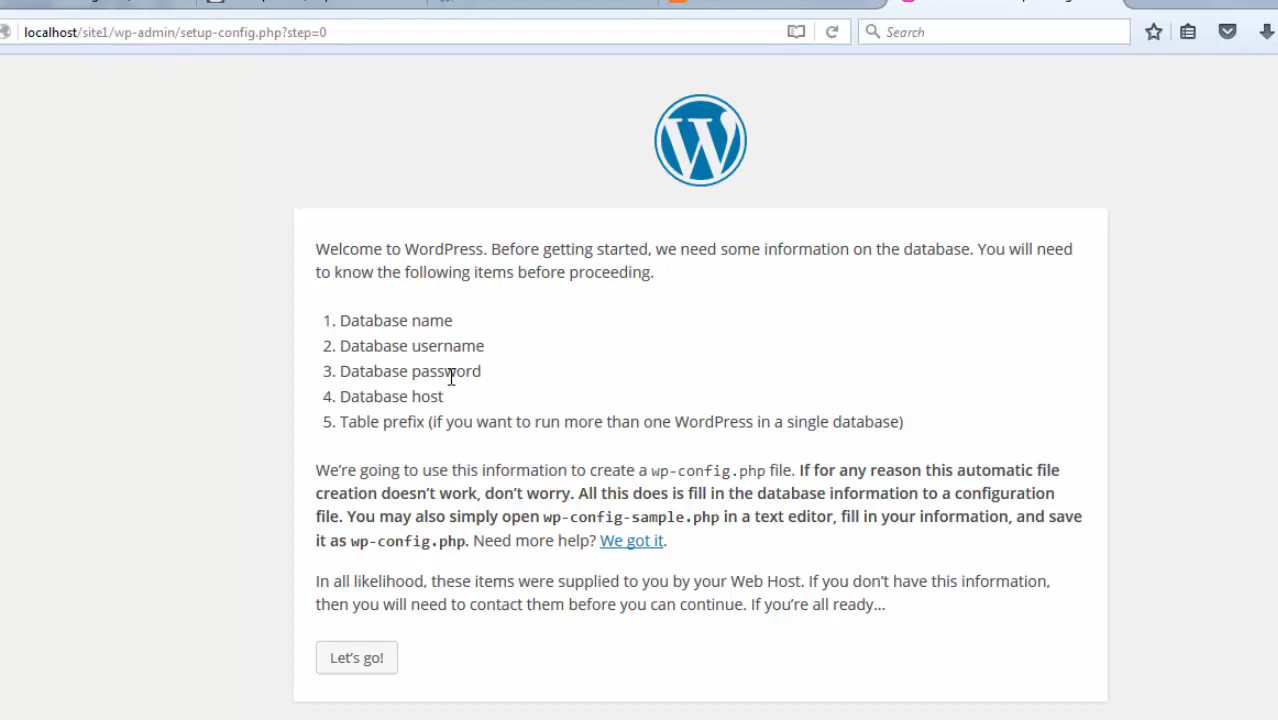 localhost/site1/wp-admin/setup-config.php?step=0
Search
Welcome to WordPress. Before getting started, we need some information on the database. You will need
to know the following items before proceeding.
1. Database name
2. Database username
3. Database password
4. Database host
5. Table prefix (if you want to run more than one WordPress in a single database)
We’re going to use this information to create a wp-config.php file. If for any reason this automatic file
creation doesn’t work, don’t worry. All this does is fill in the database information to a configuration
file. You may also simply open wp-config-sample.php in a text editor, fill in your information, and save
it as wp-config.php. Need more help? We got it.
In all likelihood, these items were supplied to you by your Web Host. If you don’t have this information,
then you will need to contact them before you can continue. If you’re all ready…
Let’s go!